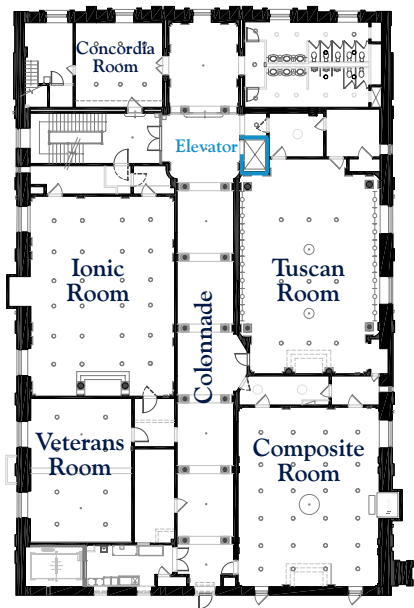 Concordia
Room
Elevator
Ionic
Room
Tuscan
Room
Colonnade
Veterans
Room
Composite
Room